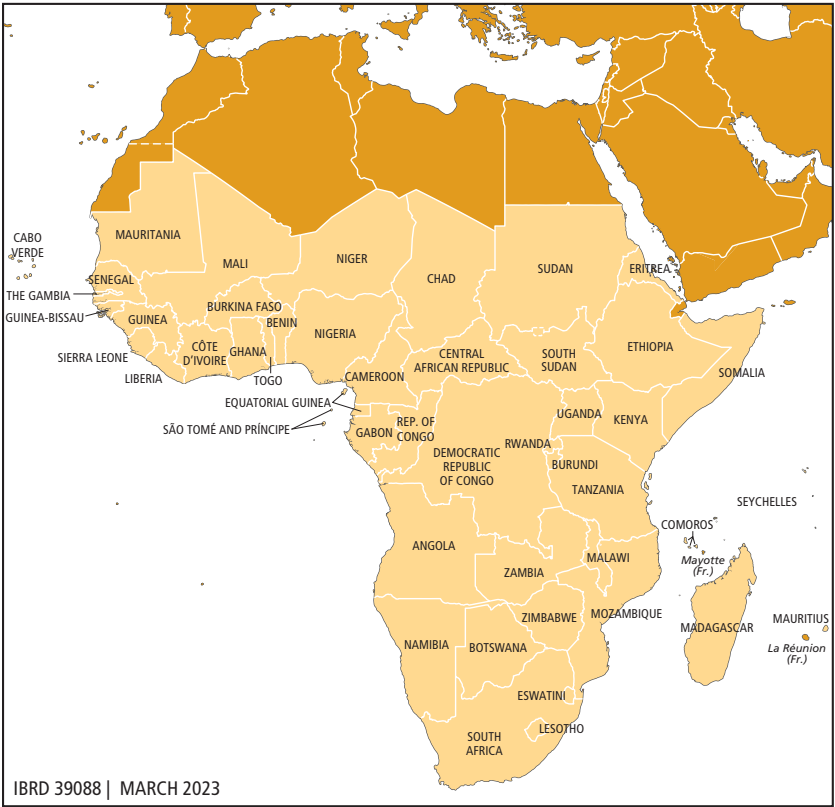 CABO
VERDE
MAURITANIA
MALI
NIGER
CHAD
SUDAN
ERITREA
SENEGAL
THE GAMBIA
GUINEA-BISSAU
GUINEA
BURKINA FASO
BENIN
NIGERIA
SIERRA LEONE
LIBERIA
CÔTE
D'IVOIRE
GHANA
TOGO
CAMEROON
CENTRAL
AFRICAN REPUBLIC
SOUTH
SUDAN
ETHIOPIA
SOMALIA
EQUATORIAL GUINEA
SÃO TOMÉ AND PRÍNCIPE
GABON
REP. OF
CONGO
DEMOCRATIC
REPUBLIC
OF CONGO
UGANDA
KENYA
RWANDA
BURUNDI
TANZANIA
SEYCHELLES
COMOROS
Mayotte
(Fr.)
ANGOLA
ZAMBIA
MALAWI
MOZAMBIQUE
ZIMBABWE
MADAGASCAR
MAURITIUS
La Réunion
(Fr.)
NAMIBIA
BOTSWANA
ESWATINI
LESOTHO
SOUTH
AFRICA
IBRD 39088 | MARCH 2023